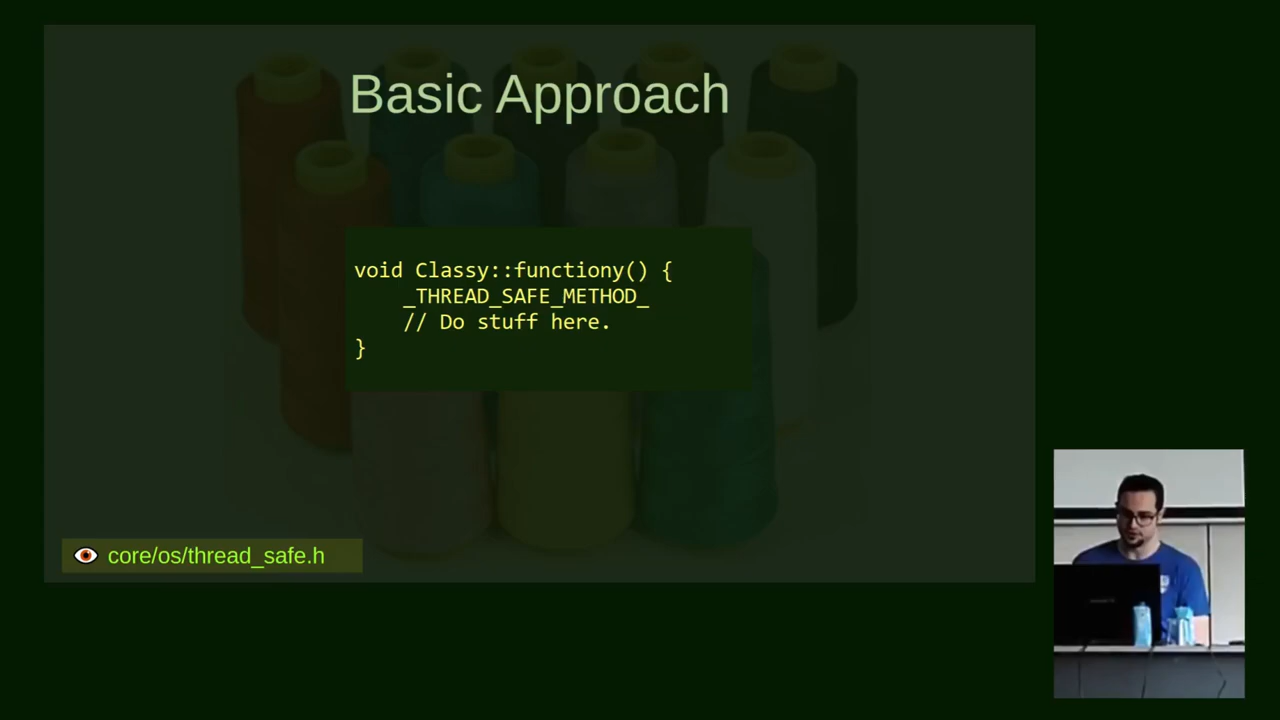 Basic Approach
void Classy::functiony() {
    _THREAD_SAFE_METHOD_
    // Do stuff here.
}
core/os/thread_safe.h